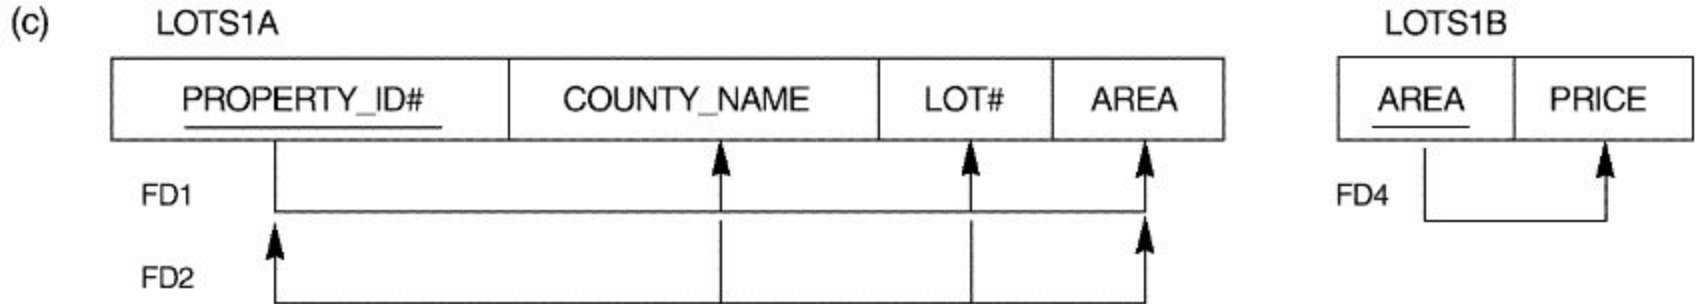 (c) LOTS1A LOTS1B
PROPERTY_ID# COUNTY_NAME LOT# AREA AREA PRICE
FD1 FD4
FD2